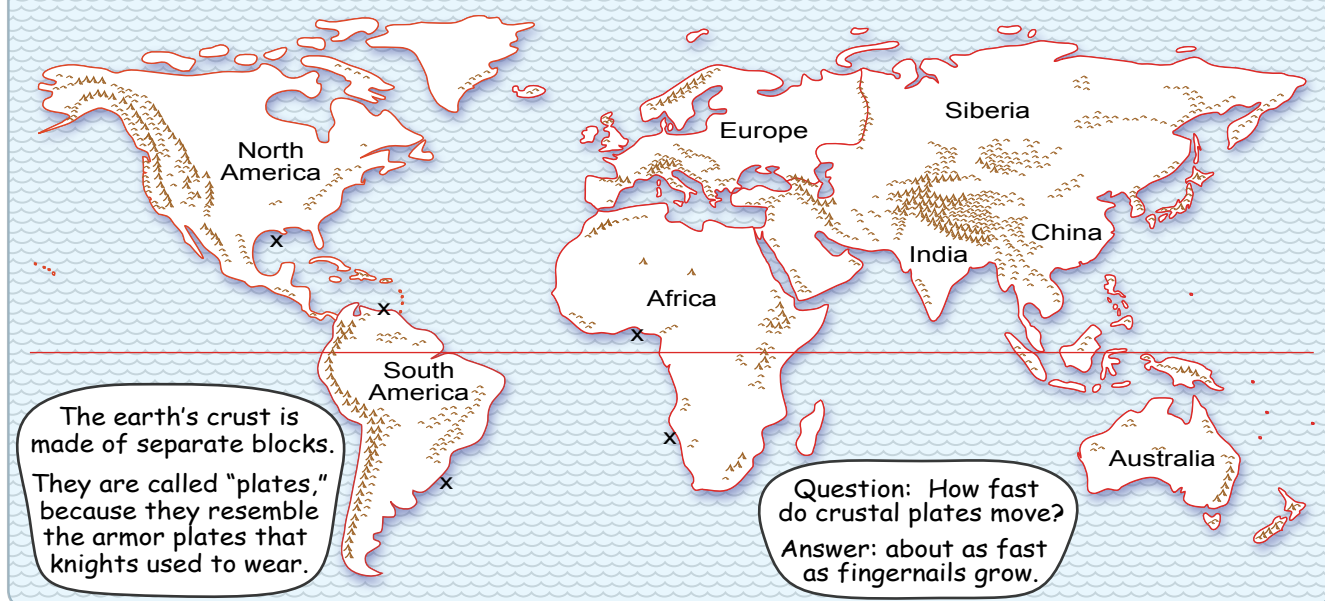 Siberia
Europe
North
America
x
China
India
Africa
x
x
South
America
x
x
Australia
The earth's crust is
made of separate blocks.
They are called "plates,"
because they resemble
the armor plates that
knights used to wear.
Question: How fast
do crustal plates move?
Answer: about as fast
as fingernails grow.